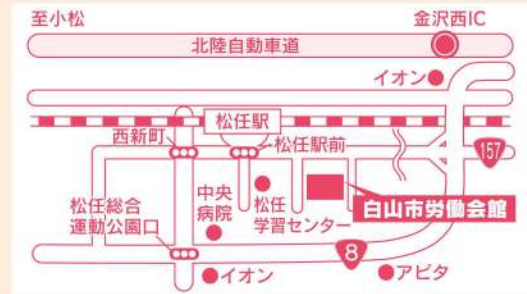 至小松
金沢西IC
北陸自動車道
イオン
松任駅
西新町
松任駅前
157
中央
病院
松任
学習センター
白山市労働会館
松任総合
運動公園口
8
イオン
アピタ